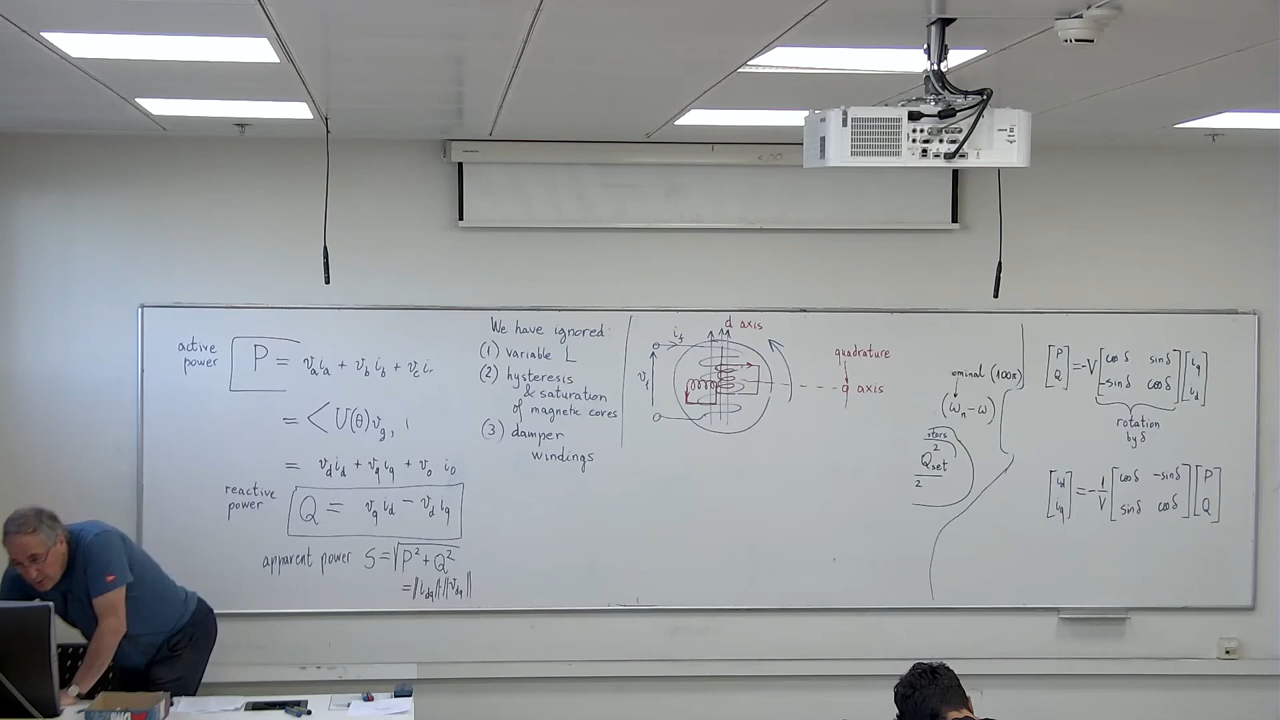 active
power
P = v_a i_a + v_b i_b + v_c i
= < U(θ) v_g ,
= v_d i_d + v_q i_q + v_o i_o
reactive
power
Q = v_q i_d − v_d i_q
apparent power S = √P² + Q²
= ‖i_dq‖ ‖v_dq‖
We have ignored:
(1) variable L
(2) hysteresis
& saturation
of magnetic cores
(3) damper
windings
d axis
i_f
v_f
quadrature
q axis
ominal (100π)
(ω_n − ω)
Q_set
2
[P Q] = −V [cos δ sin δ −sin δ cos δ] [i_q i_d]
rotation
by δ
[i_d i_q] = −1/V [cos δ −sin δ sin δ cos δ] [P Q]